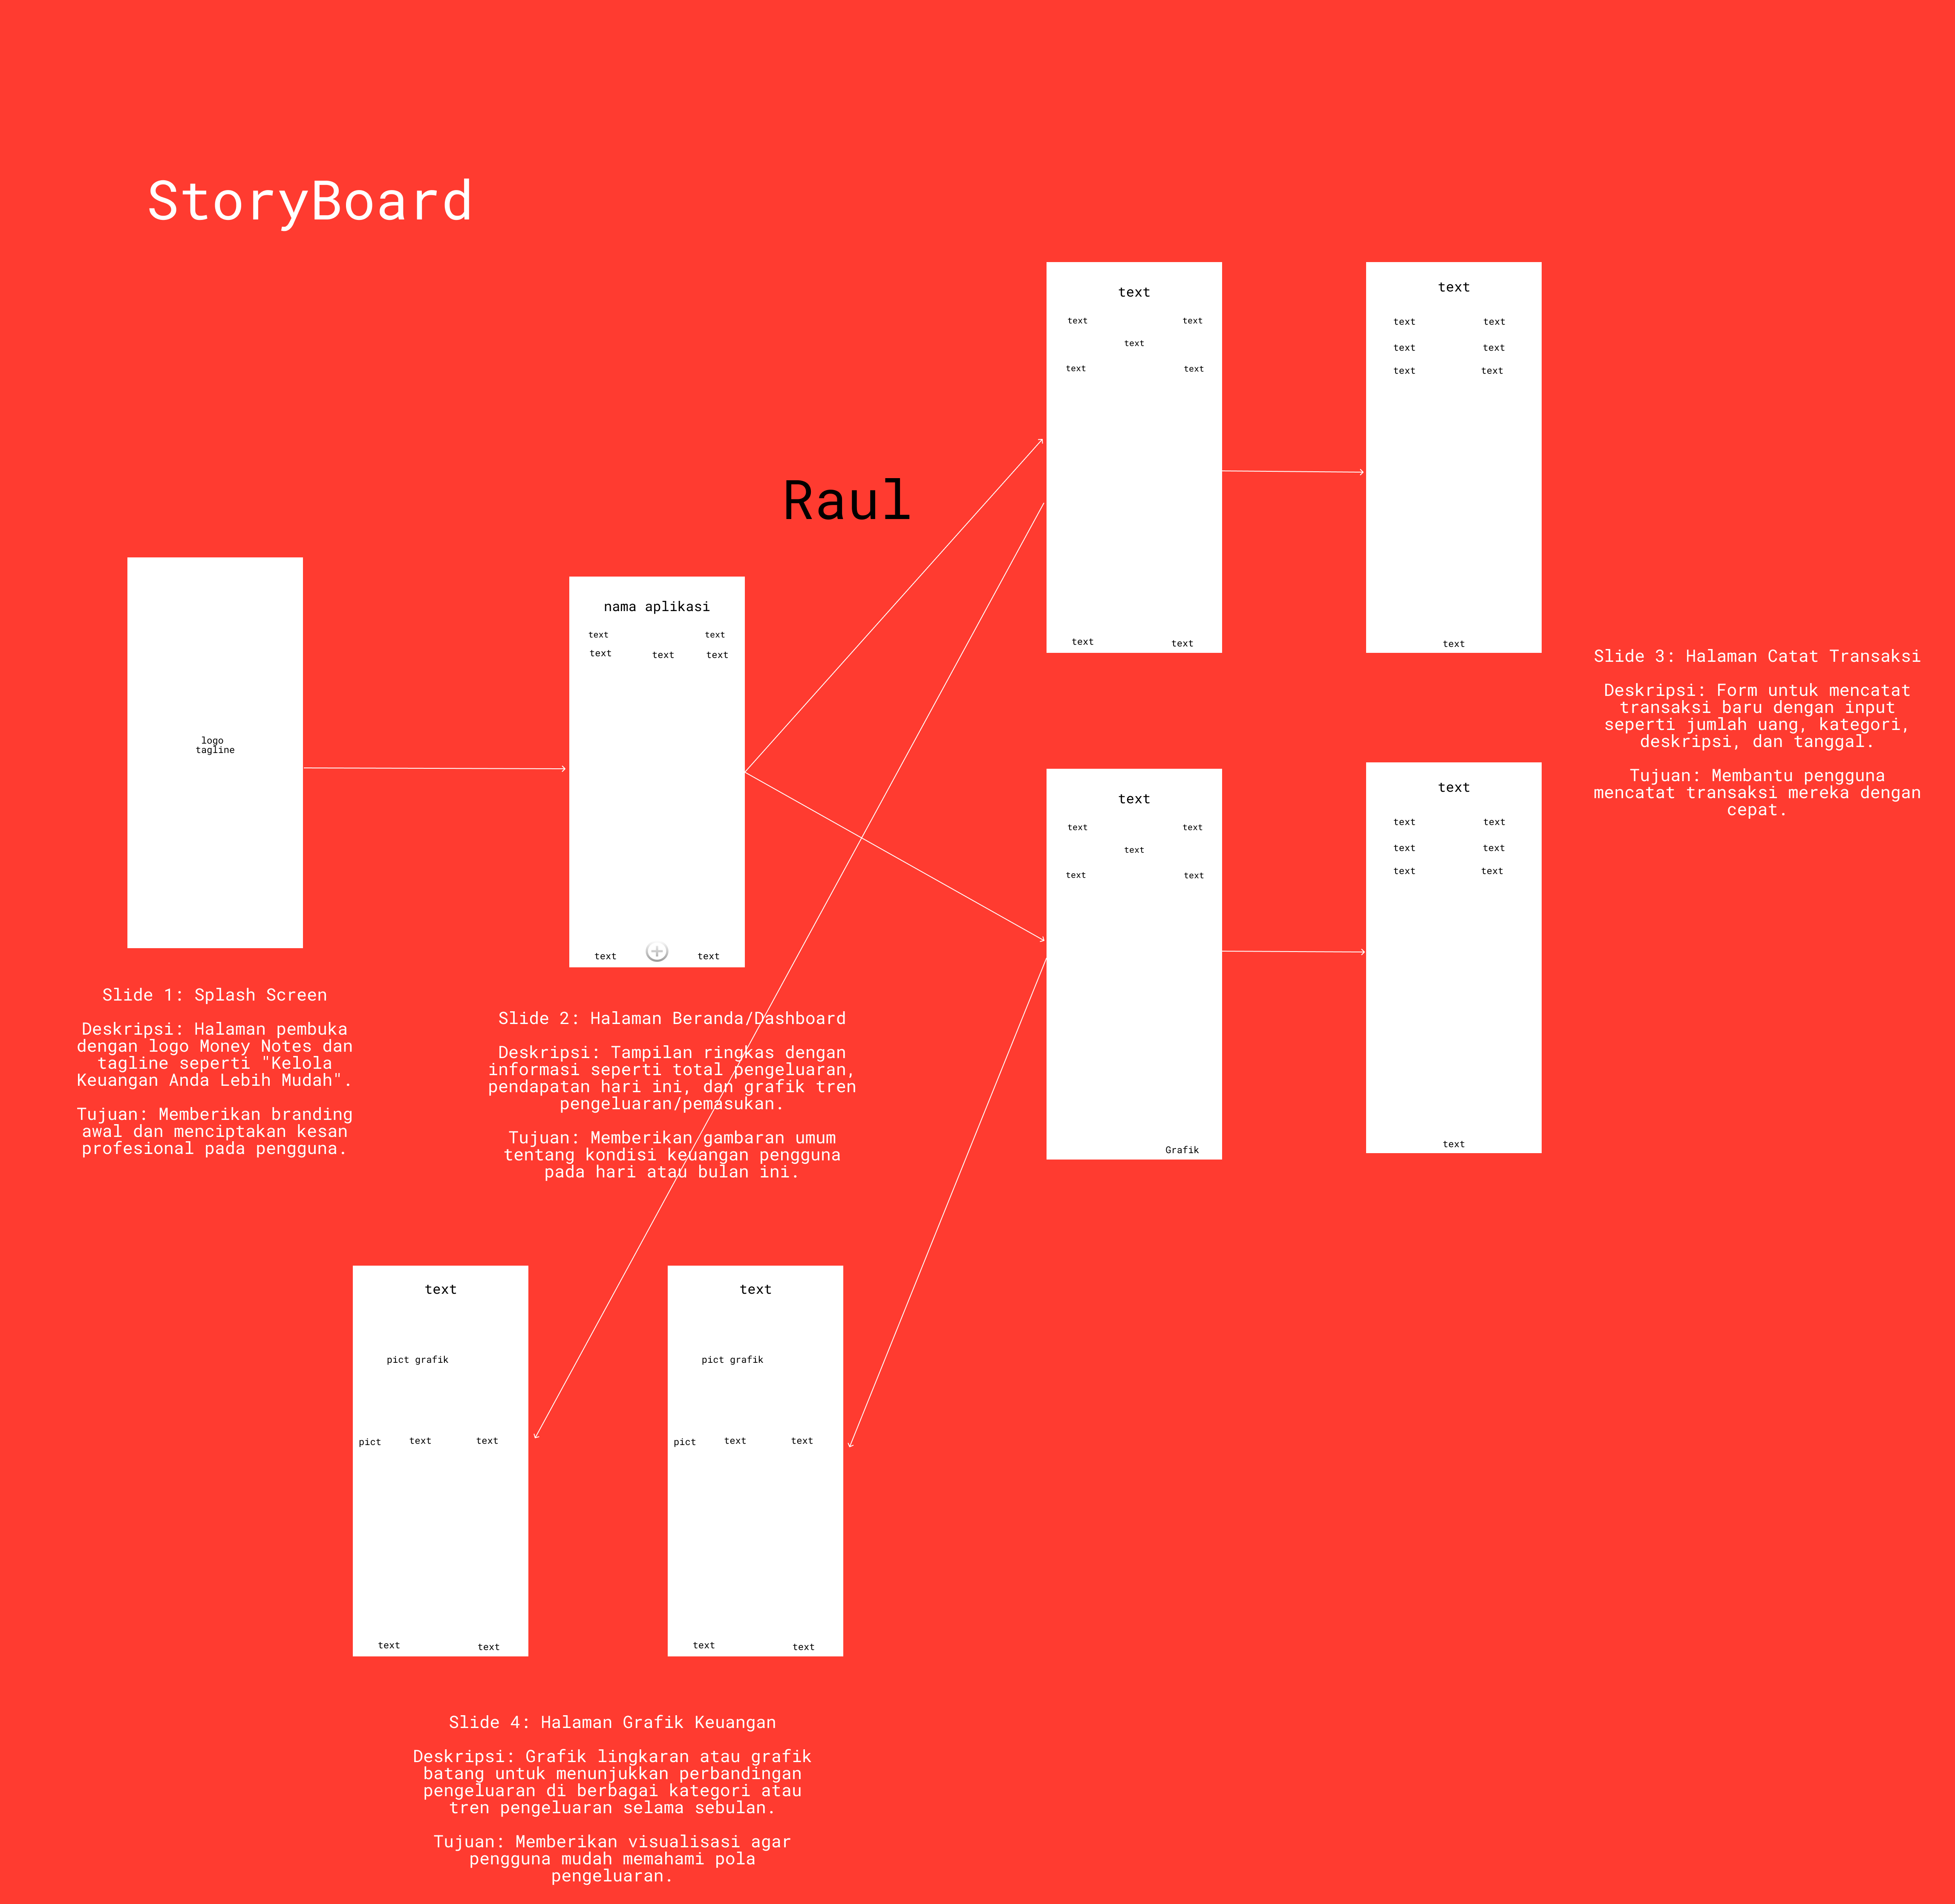 StoryBoard
Raul
logo
tagline
Slide 1: Splash Screen
Deskripsi: Halaman pembuka
dengan logo Money Notes dan
tagline seperti "Kelola
Keuangan Anda Lebih Mudah".
Tujuan: Memberikan branding
awal dan menciptakan kesan
profesional pada pengguna.
nama aplikasi
text text
text text text
text text
Slide 2: Halaman Beranda/Dashboard
Deskripsi: Tampilan ringkas dengan
informasi seperti total pengeluaran,
pendapatan hari ini, dan grafik tren
pengeluaran/pemasukan.
Tujuan: Memberikan gambaran umum
tentang kondisi keuangan pengguna
pada hari atau bulan ini.
text
text text
text
text text
text text
text
text text
text text
text text
text
text
text text
text
text text
Grafik
text
text text
text text
text text
text
Slide 3: Halaman Catat Transaksi
Deskripsi: Form untuk mencatat
transaksi baru dengan input
seperti jumlah uang, kategori,
deskripsi, dan tanggal.
Tujuan: Membantu pengguna
mencatat transaksi mereka dengan
cepat.
text
pict grafik
pict text text
text text
text
pict grafik
pict text text
text text
Slide 4: Halaman Grafik Keuangan
Deskripsi: Grafik lingkaran atau grafik
batang untuk menunjukkan perbandingan
pengeluaran di berbagai kategori atau
tren pengeluaran selama sebulan.
Tujuan: Memberikan visualisasi agar
pengguna mudah memahami pola
pengeluaran.